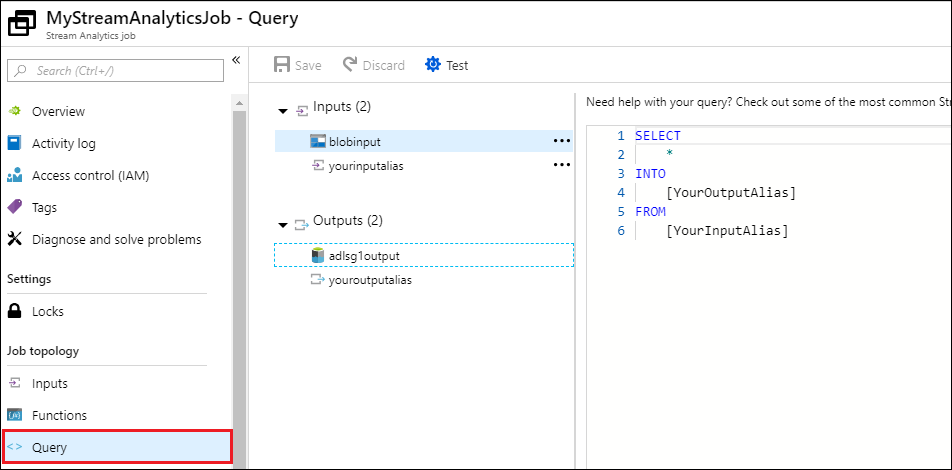 MyStreamAnalyticsJob - Query
Stream Analytics job
Search (Ctrl+/)
«
Overview
Activity log
Access control (IAM)
Tags
Diagnose and solve problems
Settings
Locks
Job topology
Inputs
Functions
<> Query
Save Discard Test
Inputs (2)
blobinput
yourinputalias
Outputs (2)
adlsg1output
youroutputalias
Need help with your query? Check out some of the most common Str
1 SELECT
2 *
3 INTO
4 [YourOutputAlias]
5 FROM
6 [YourInputAlias]